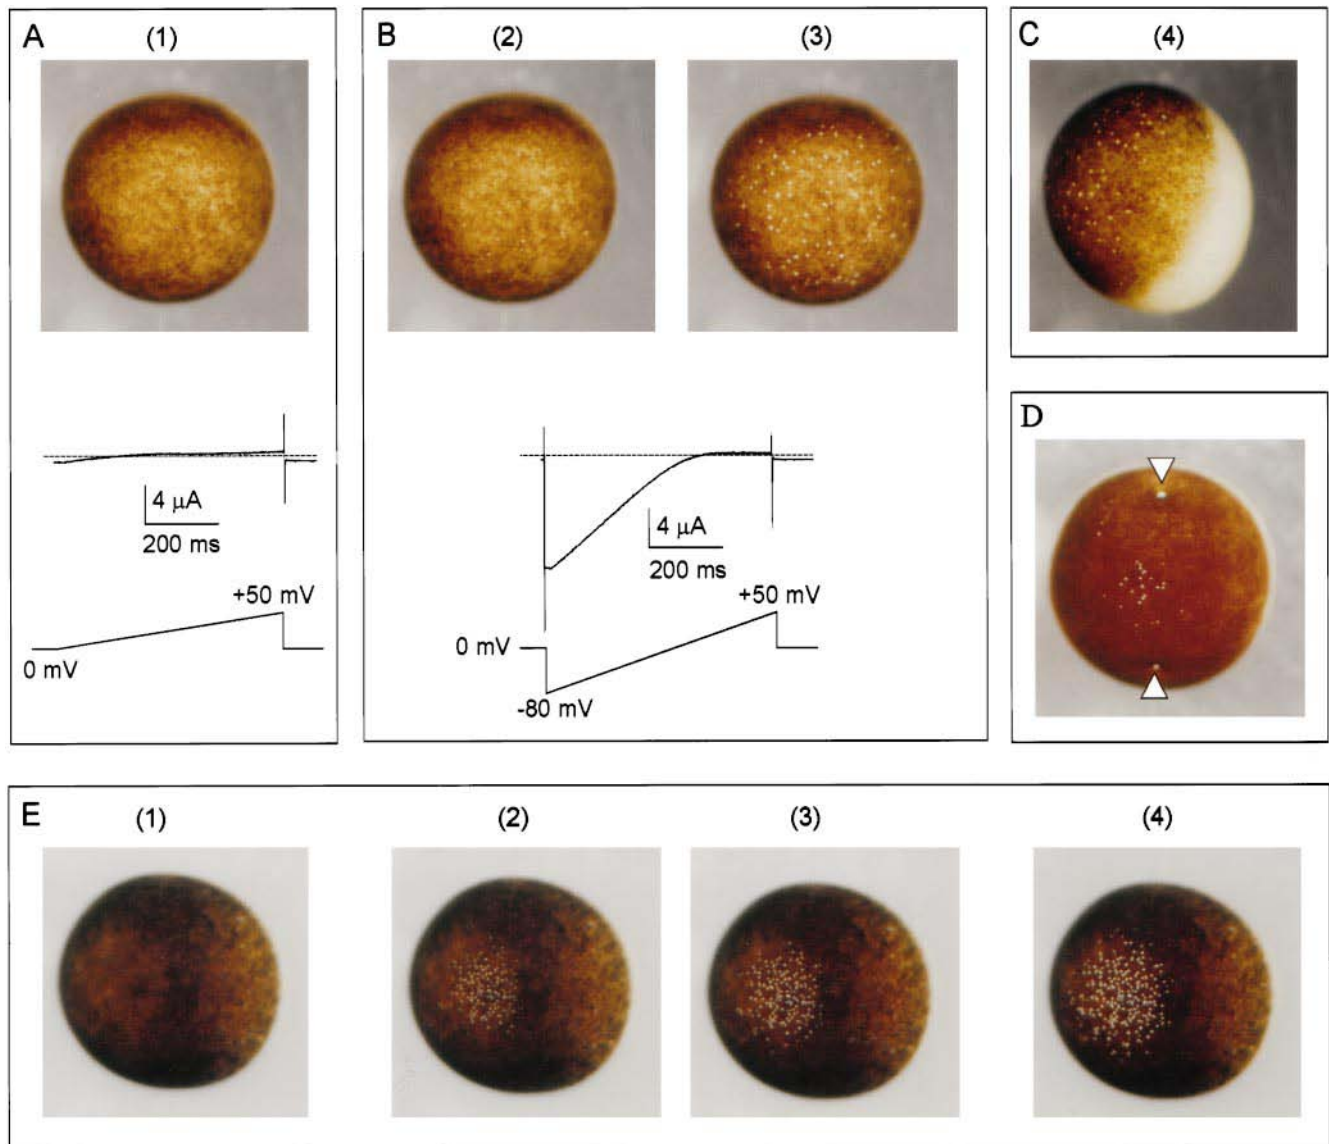 A (1)
4 µA
200 ms
+50 mV
0 mV
B (2) (3)
4 µA
200 ms
+50 mV
0 mV
-80 mV
C (4)
D
E (1) (2) (3) (4)